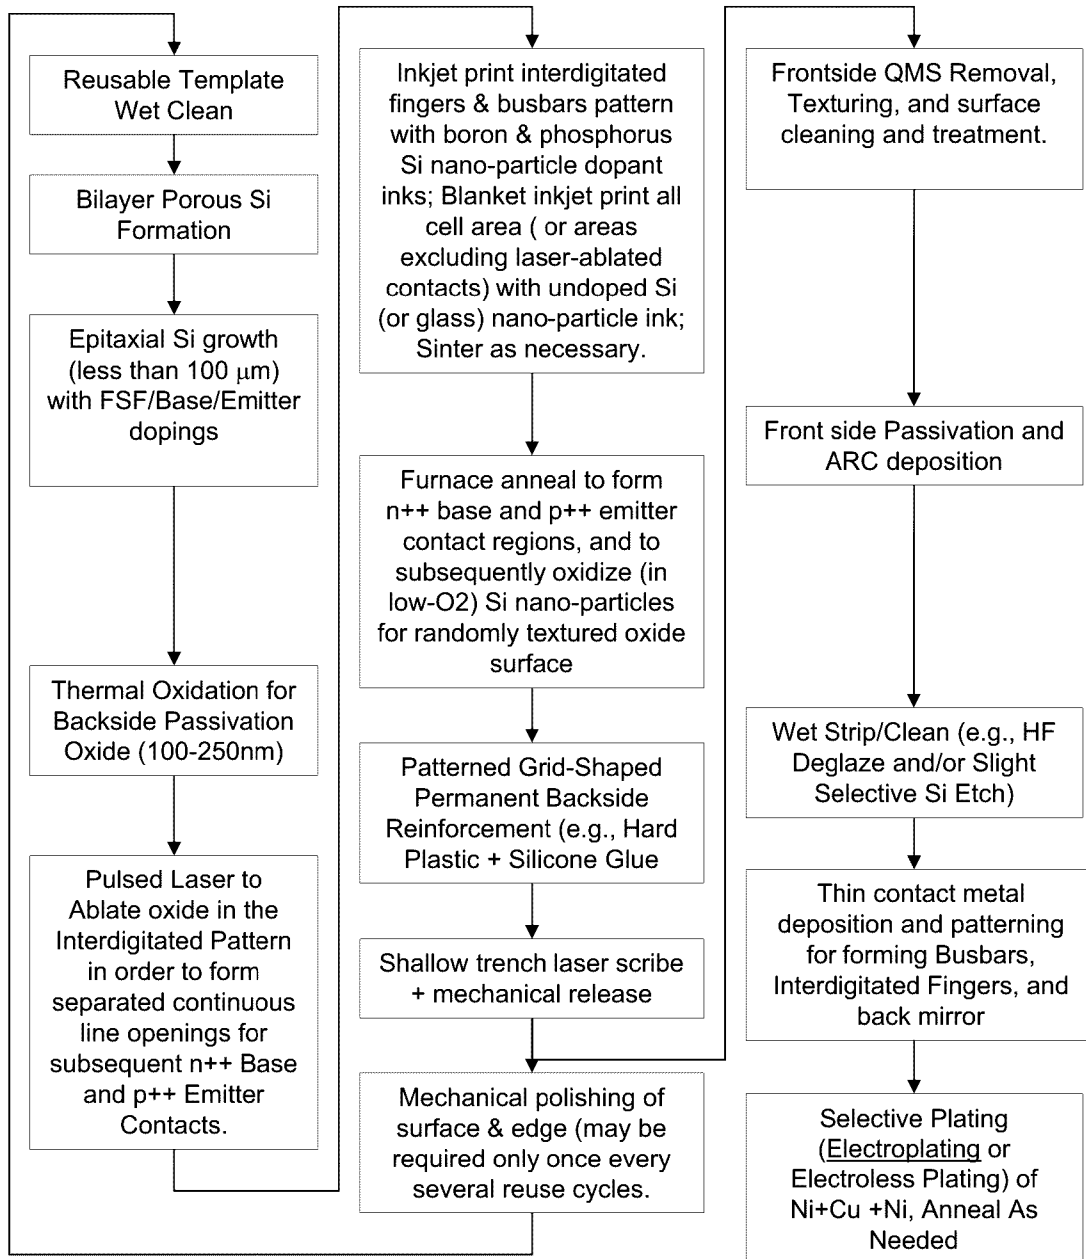 Reusable Template
Wet Clean
Bilayer Porous Si
Formation
Epitaxial Si growth
(less than 100 μm)
with FSF/Base/Emitter
dopings
Thermal Oxidation for
Backside Passivation
Oxide (100-250nm)
Pulsed Laser to
Ablate oxide in the
Interdigitated Pattern
in order to form
separated continuous
line openings for
subsequent n++ Base
and p++ Emitter
Contacts.
Inkjet print interdigitated
fingers & busbars pattern
with boron & phosphorus
Si nano-particle dopant
inks; Blanket inkjet print all
cell area ( or areas
excluding laser-ablated
contacts) with undoped Si
(or glass) nano-particle ink;
Sinter as necessary.
Furnace anneal to form
n++ base and p++ emitter
contact regions, and to
subsequently oxidize (in
low-O2) Si nano-particles
for randomly textured oxide
surface
Patterned Grid-Shaped
Permanent Backside
Reinforcement (e.g., Hard
Plastic + Silicone Glue
Shallow trench laser scribe
+ mechanical release
Mechanical polishing of
surface & edge (may be
required only once every
several reuse cycles.
Frontside QMS Removal,
Texturing, and surface
cleaning and treatment.
Front side Passivation and
ARC deposition
Wet Strip/Clean (e.g., HF
Deglaze and/or Slight
Selective Si Etch)
Thin contact metal
deposition and patterning
for forming Busbars,
Interdigitated Fingers, and
back mirror
Selective Plating
(Electroplating or
Electroless Plating) of
Ni+Cu +Ni, Anneal As
Needed